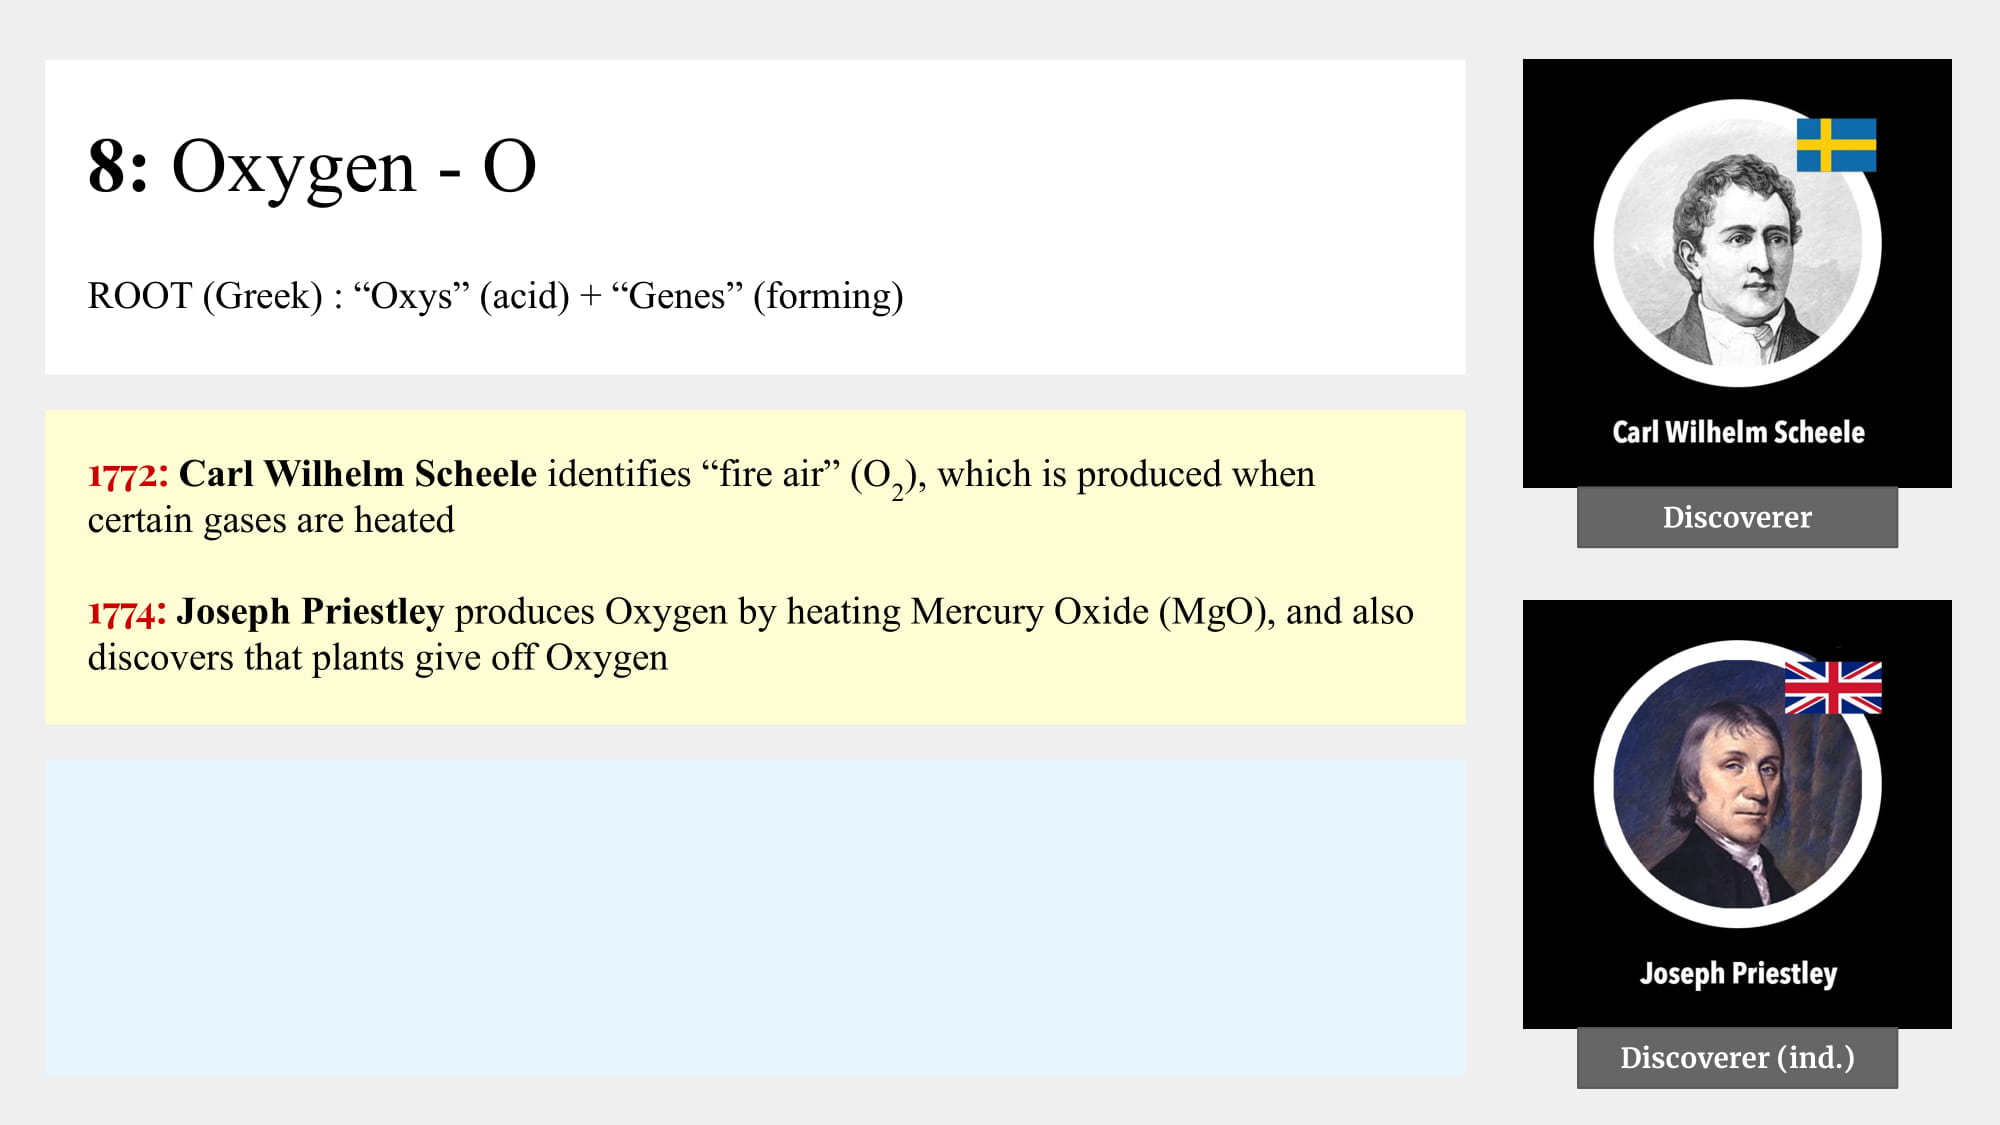 8: Oxygen - O
ROOT (Greek) : “Oxys” (acid) + “Genes” (forming)
1772: Carl Wilhelm Scheele identifies “fire air” (O₂), which is produced when
certain gases are heated
1774: Joseph Priestley produces Oxygen by heating Mercury Oxide (MgO), and also
discovers that plants give off Oxygen
Carl Wilhelm Scheele
Discoverer
Joseph Priestley
Discoverer (ind.)